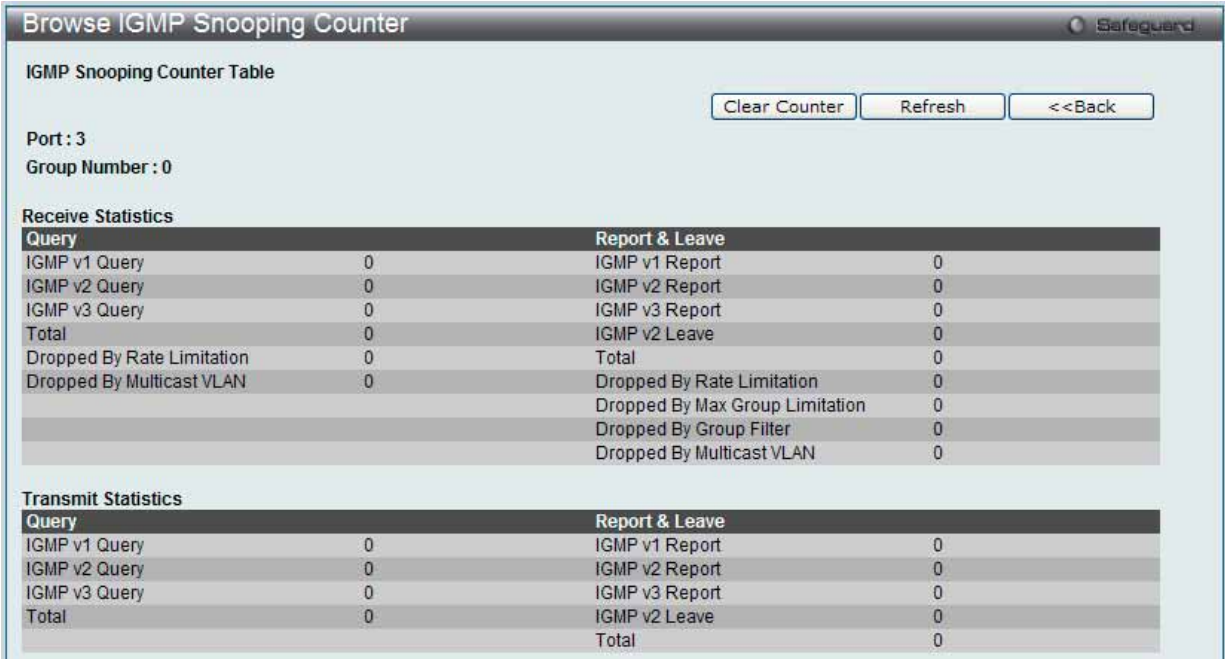 Browse IGMP Snooping Counter Safeguard
IGMP Snooping Counter Table
Clear Counter Refresh <<Back
Port : 3
Group Number : 0
Receive Statistics
Query Report & Leave
IGMP v1 Query 0 IGMP v1 Report 0
IGMP v2 Query 0 IGMP v2 Report 0
IGMP v3 Query 0 IGMP v3 Report 0
Total 0 IGMP v2 Leave 0
Dropped By Rate Limitation 0 Total 0
Dropped By Multicast VLAN 0 Dropped By Rate Limitation 0
Dropped By Max Group Limitation 0
Dropped By Group Filter 0
Dropped By Multicast VLAN 0
Transmit Statistics
Query Report & Leave
IGMP v1 Query 0 IGMP v1 Report 0
IGMP v2 Query 0 IGMP v2 Report 0
IGMP v3 Query 0 IGMP v3 Report 0
Total 0 IGMP v2 Leave 0
Total 0